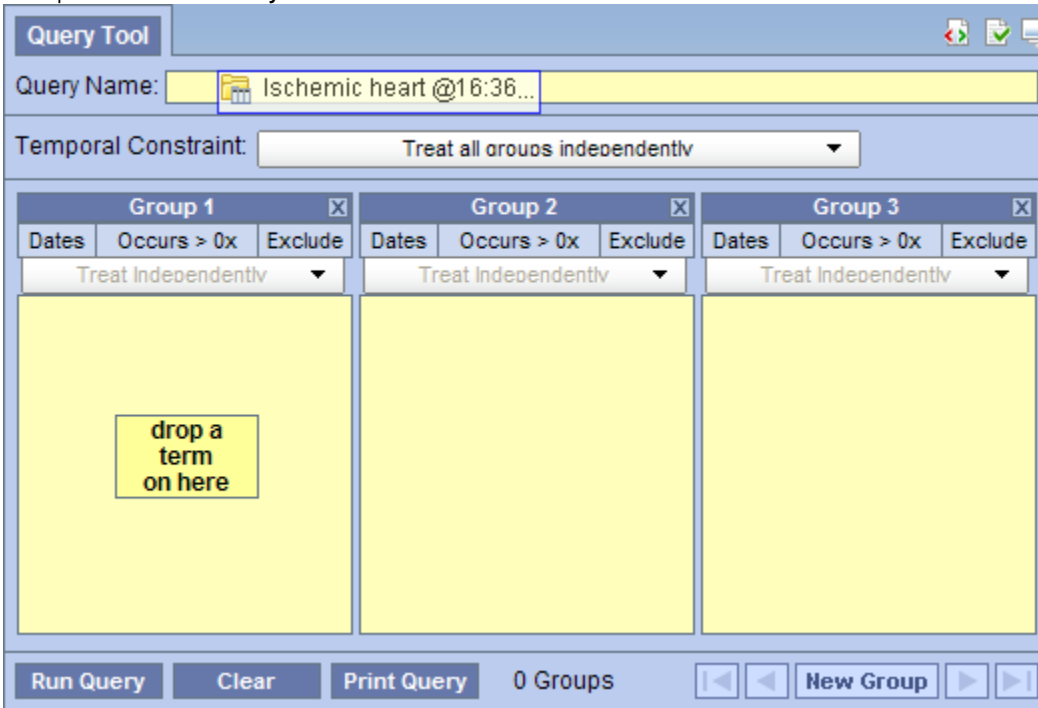 Query Tool
Query Name: Ischemic heart @16:36...
Temporal Constraint: Treat all groups independently
Group 1 X Group 2 X Group 3 X
Dates Occurs > 0x Exclude Dates Occurs > 0x Exclude Dates Occurs > 0x Exclude
Treat Independently Treat Independently Treat Independently
drop a
term
on here
Run Query Clear Print Query 0 Groups New Group